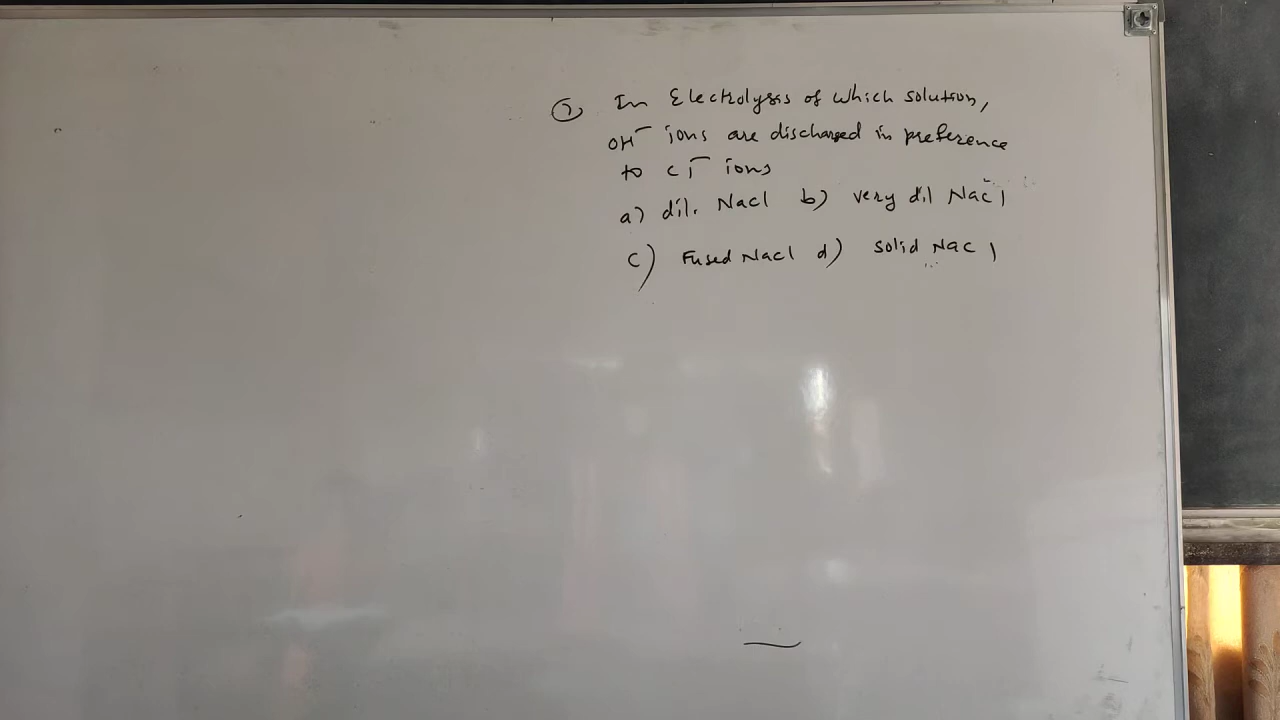 7 In Electrolysis of which solution,
OH⁻ ions are discharged in preference
to Cl⁻ ions
a) dil. NaCl b) very dil NaCl
c) Fused NaCl d) solid NaCl